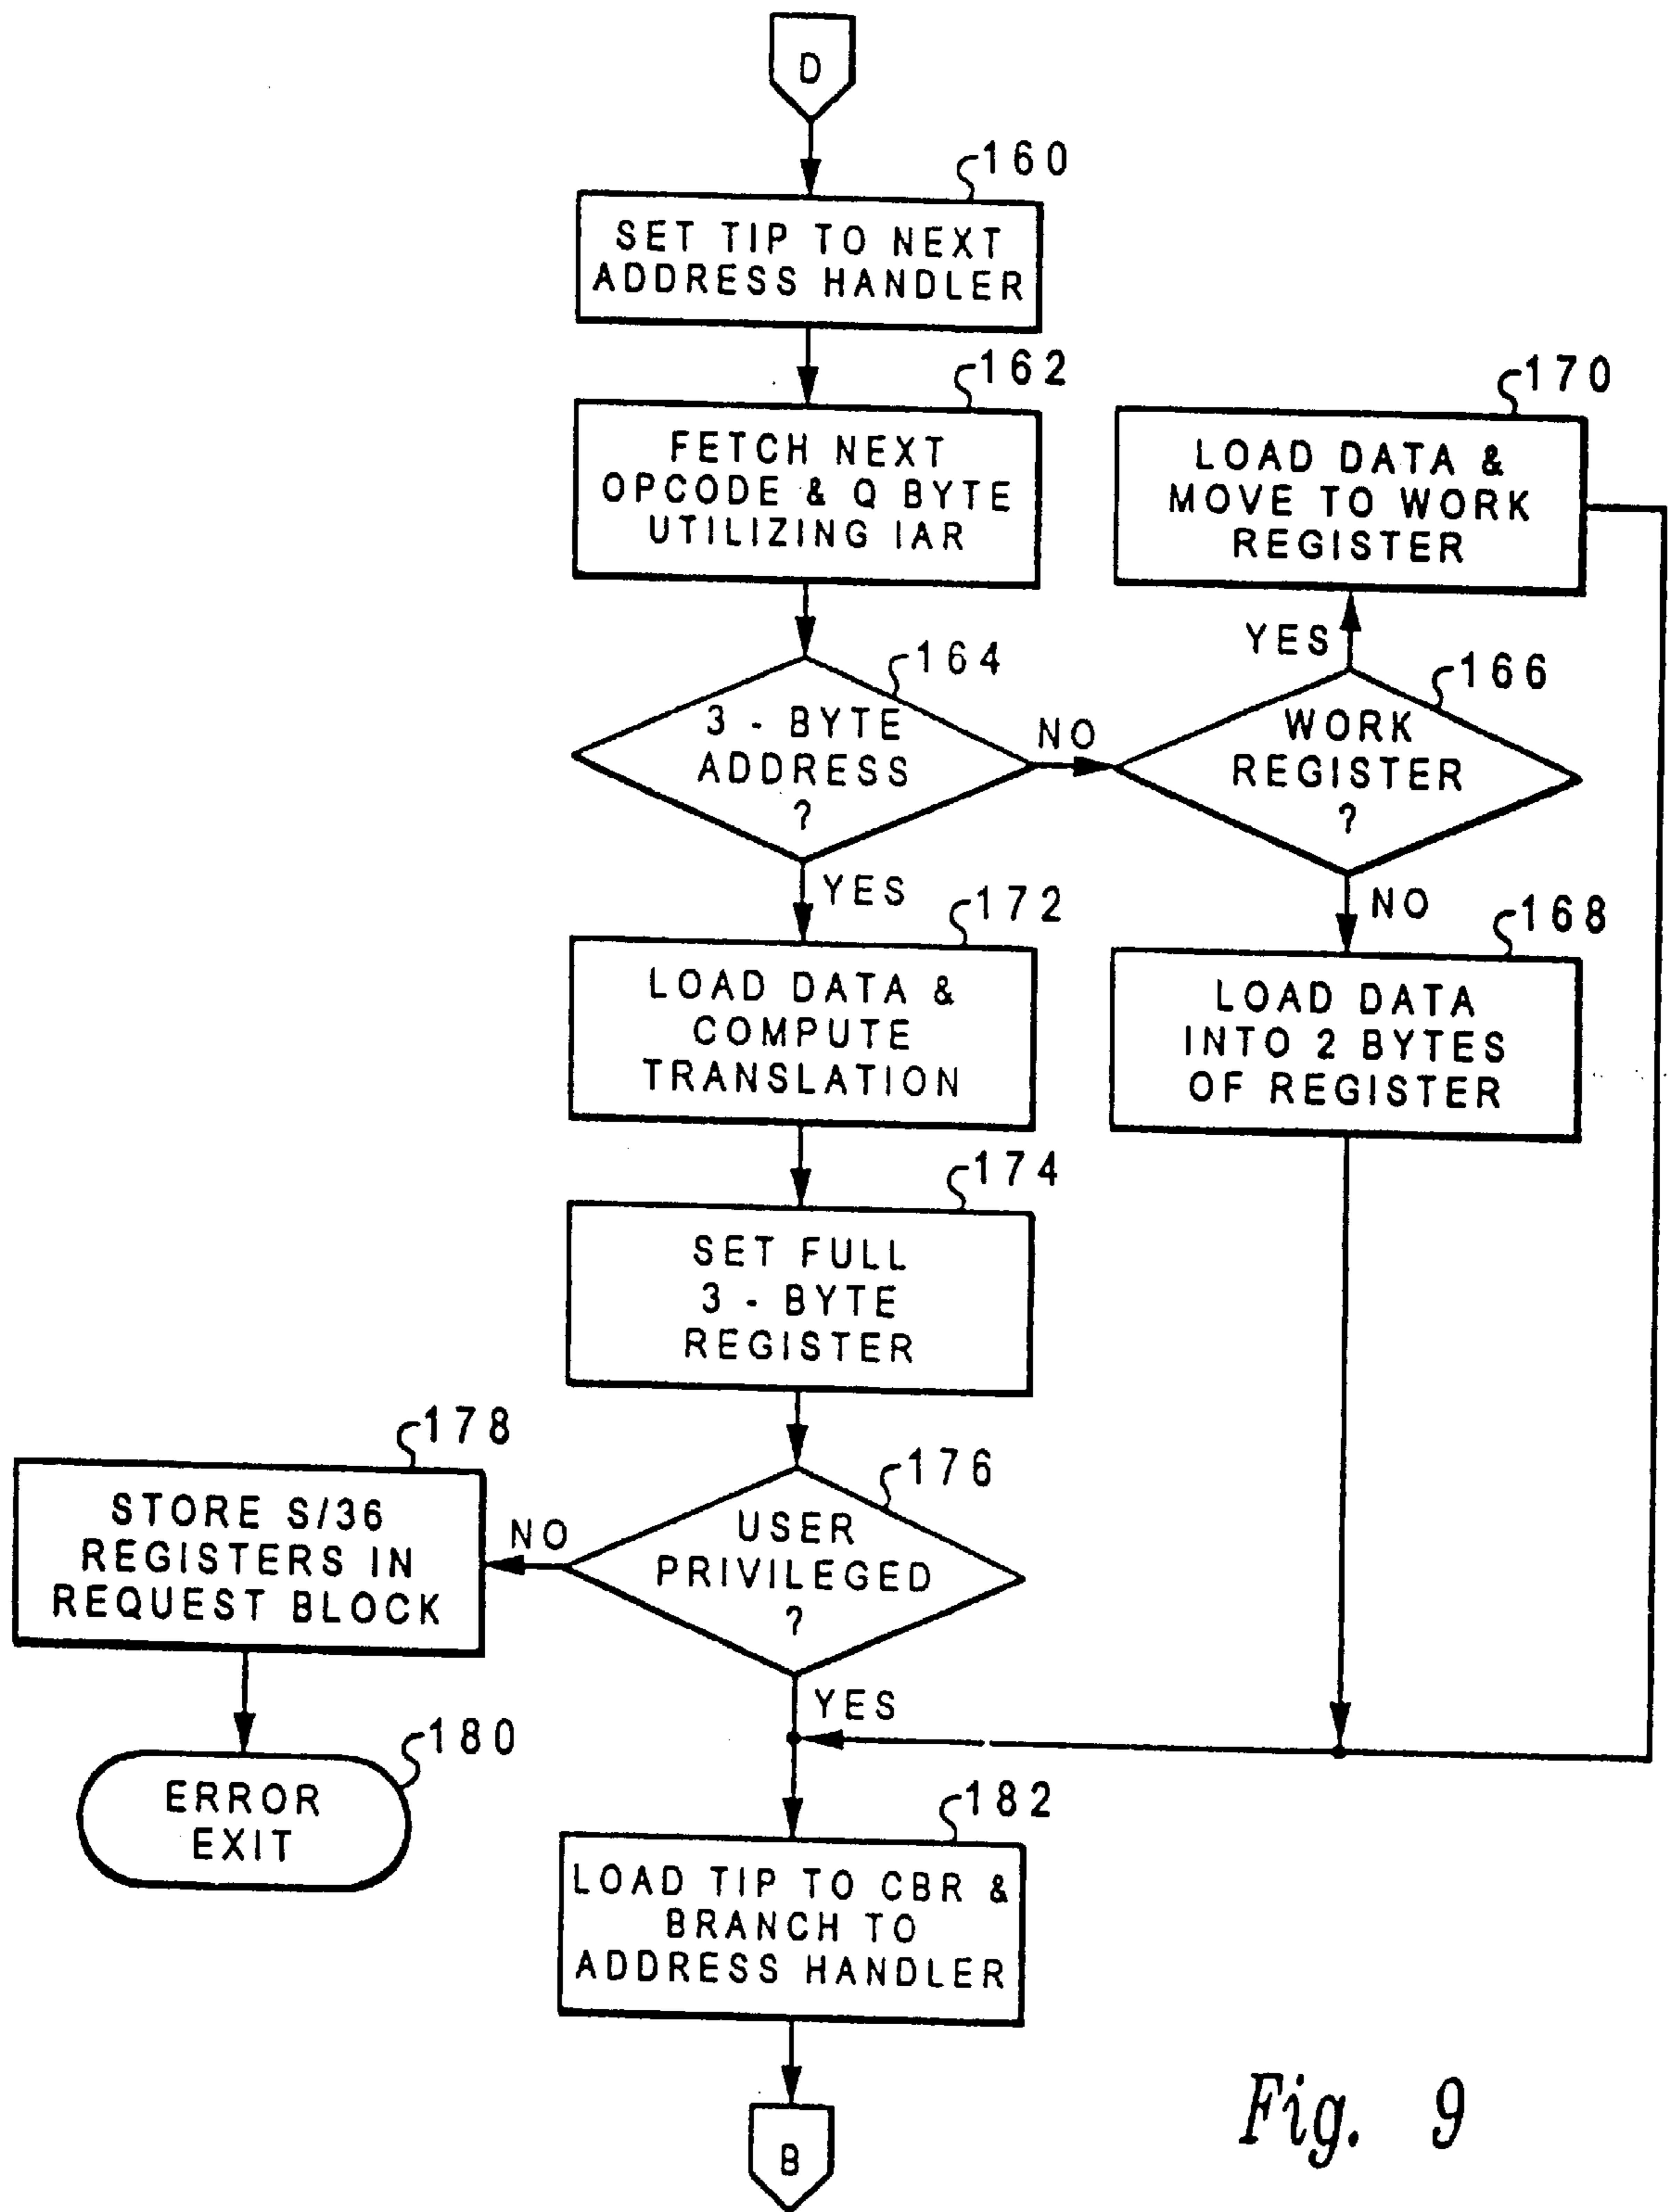 D
160
SET TIP TO NEXT
ADDRESS HANDLER
162
FETCH NEXT
OPCODE & Q BYTE
UTILIZING IAR
170
LOAD DATA &
MOVE TO WORK
REGISTER
YES
164
3 - BYTE
ADDRESS
?
NO
166
WORK
REGISTER
?
YES
172
LOAD DATA &
COMPUTE
TRANSLATION
NO
168
LOAD DATA
INTO 2 BYTES
OF REGISTER
174
SET FULL
3 - BYTE
REGISTER
178
STORE S/36
REGISTERS IN
REQUEST BLOCK
NO
176
USER
PRIVILEGED
?
YES
180
ERROR
EXIT
182
LOAD TIP TO CBR &
BRANCH TO
ADDRESS HANDLER
B
Fig. 9